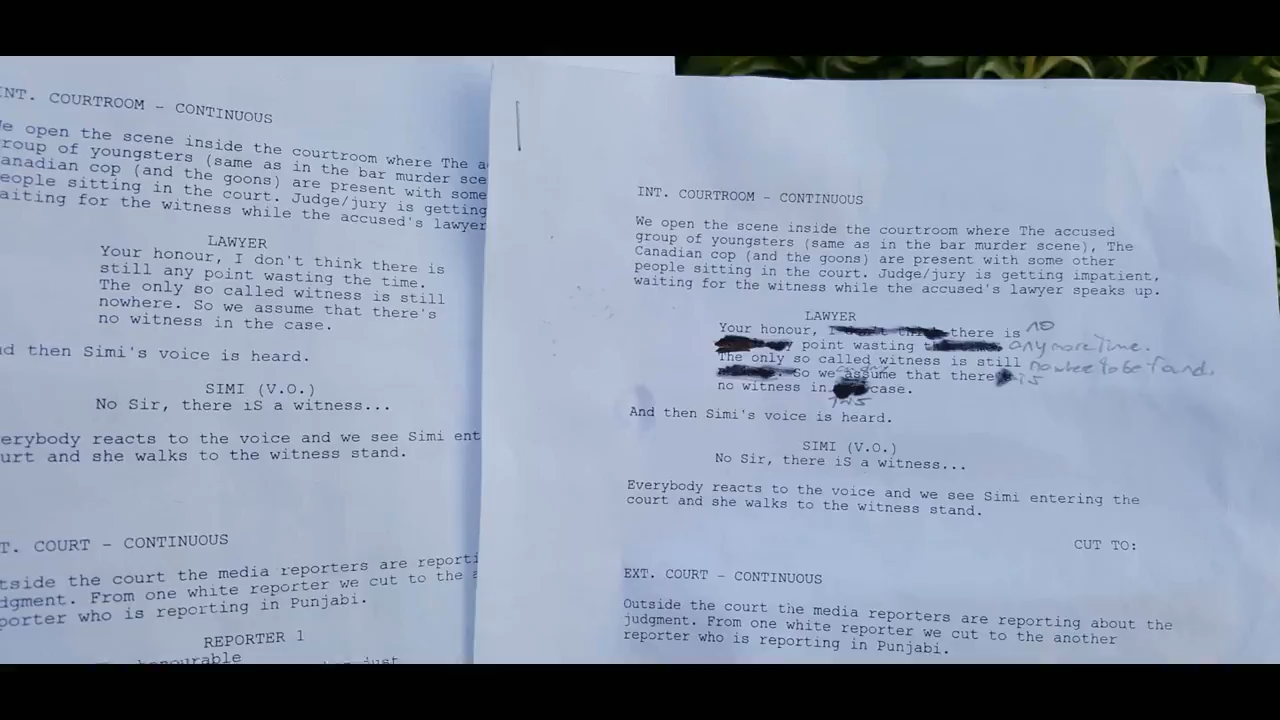 INT. COURTROOM - CONTINUOUS
e open the scene inside the courtroom where The a
roup of youngsters (same as in the bar murder sce
anadian cop (and the goons) are present with some
eople sitting in the court. Judge/jury is getting
aiting for the witness while the accused's lawyer
LAWYER
Your honour, I don't think there is
still any point wasting the time.
The only so called witness is still
nowhere. So we assume that there's
no witness in the case.
d then Simi's voice is heard.
SIMI (V.O.)
No Sir, there iS a witness...
erybody reacts to the voice and we see Simi ent
urt and she walks to the witness stand.
T. COURT - CONTINUOUS
tside the court the media reporters are reporti
dgment. From one white reporter we cut to the a
porter who is reporting in Punjabi.
REPORTER 1
honourable
just
INT. COURTROOM - CONTINUOUS
We open the scene inside the courtroom where The accused
group of youngsters (same as in the bar murder scene), The
Canadian cop (and the goons) are present with some other
people sitting in the court. Judge/jury is getting impatient,
waiting for the witness while the accused's lawyer speaks up.
LAWYER
Your honour, there is no
point wasting anymore Time.
The only so called witness is still nowhee to be found.
So we assume that there is
no witness in this case.
And then Simi's voice is heard.
SIMI (V.O.)
No Sir, there iS a witness...
Everybody reacts to the voice and we see Simi entering the
court and she walks to the witness stand.
CUT TO:
EXT. COURT - CONTINUOUS
Outside the court the media reporters are reporting about the
judgment. From one white reporter we cut to the another
reporter who is reporting in Punjabi.